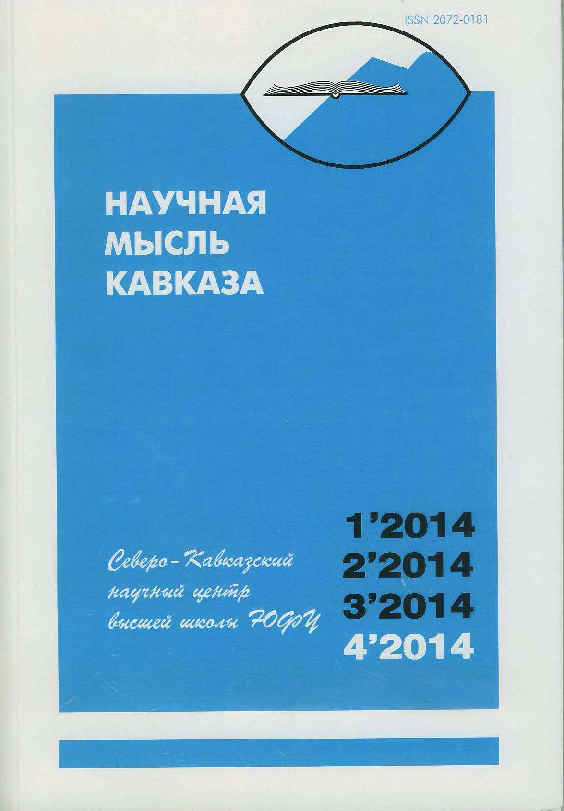 ISSN 2072-0181
НАУЧНАЯ
МЫСЛЬ
КАВКАЗА
1'2014
2'2014
3'2014
4'2014
Северо-Кавказский
научный центр
высшей школы ЮФУ